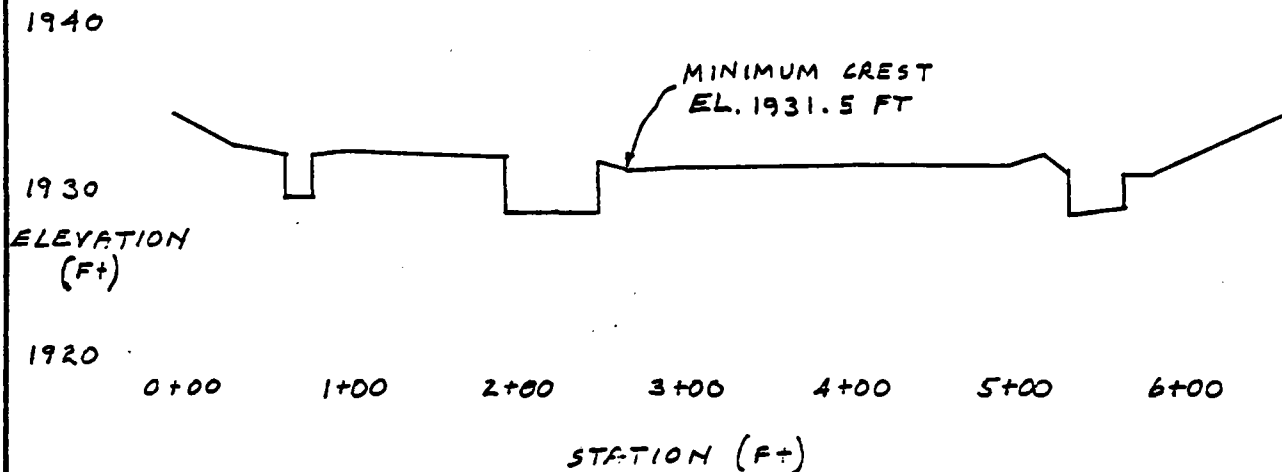 1940
MINIMUM CREST
EL. 1931.5 FT
1930
ELEVATION
(Ft)
1920
0+00 1+00 2+00 3+00 4+00 5+00 6+00
STATION (Ft)